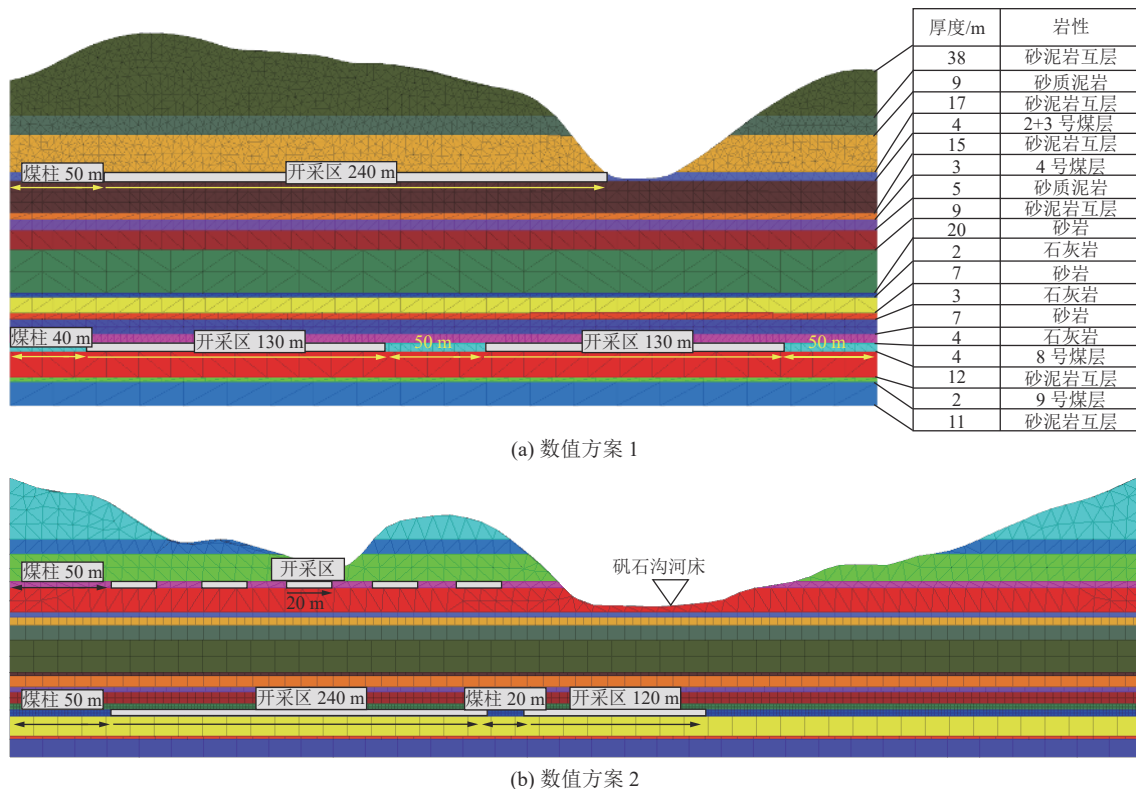 厚度/m 岩性
38 砂泥岩互层
9 砂质泥岩
17 砂泥岩互层
4 2+3 号煤层
15 砂泥岩互层
3 4 号煤层
5 砂质泥岩
9 砂泥岩互层
20 砂岩
2 石灰岩
7 砂岩
3 石灰岩
7 砂岩
4 石灰岩
4 8 号煤层
12 砂泥岩互层
2 9 号煤层
11 砂泥岩互层
煤柱 50 m 开采区 240 m
煤柱 40 m 开采区 130 m 50 m 开采区 130 m 50 m
(a) 数值方案 1
煤柱 50 m 开采区 矾石沟河床
20 m
煤柱 50 m 开采区 240 m 煤柱 20 m 开采区 120 m
(b) 数值方案 2